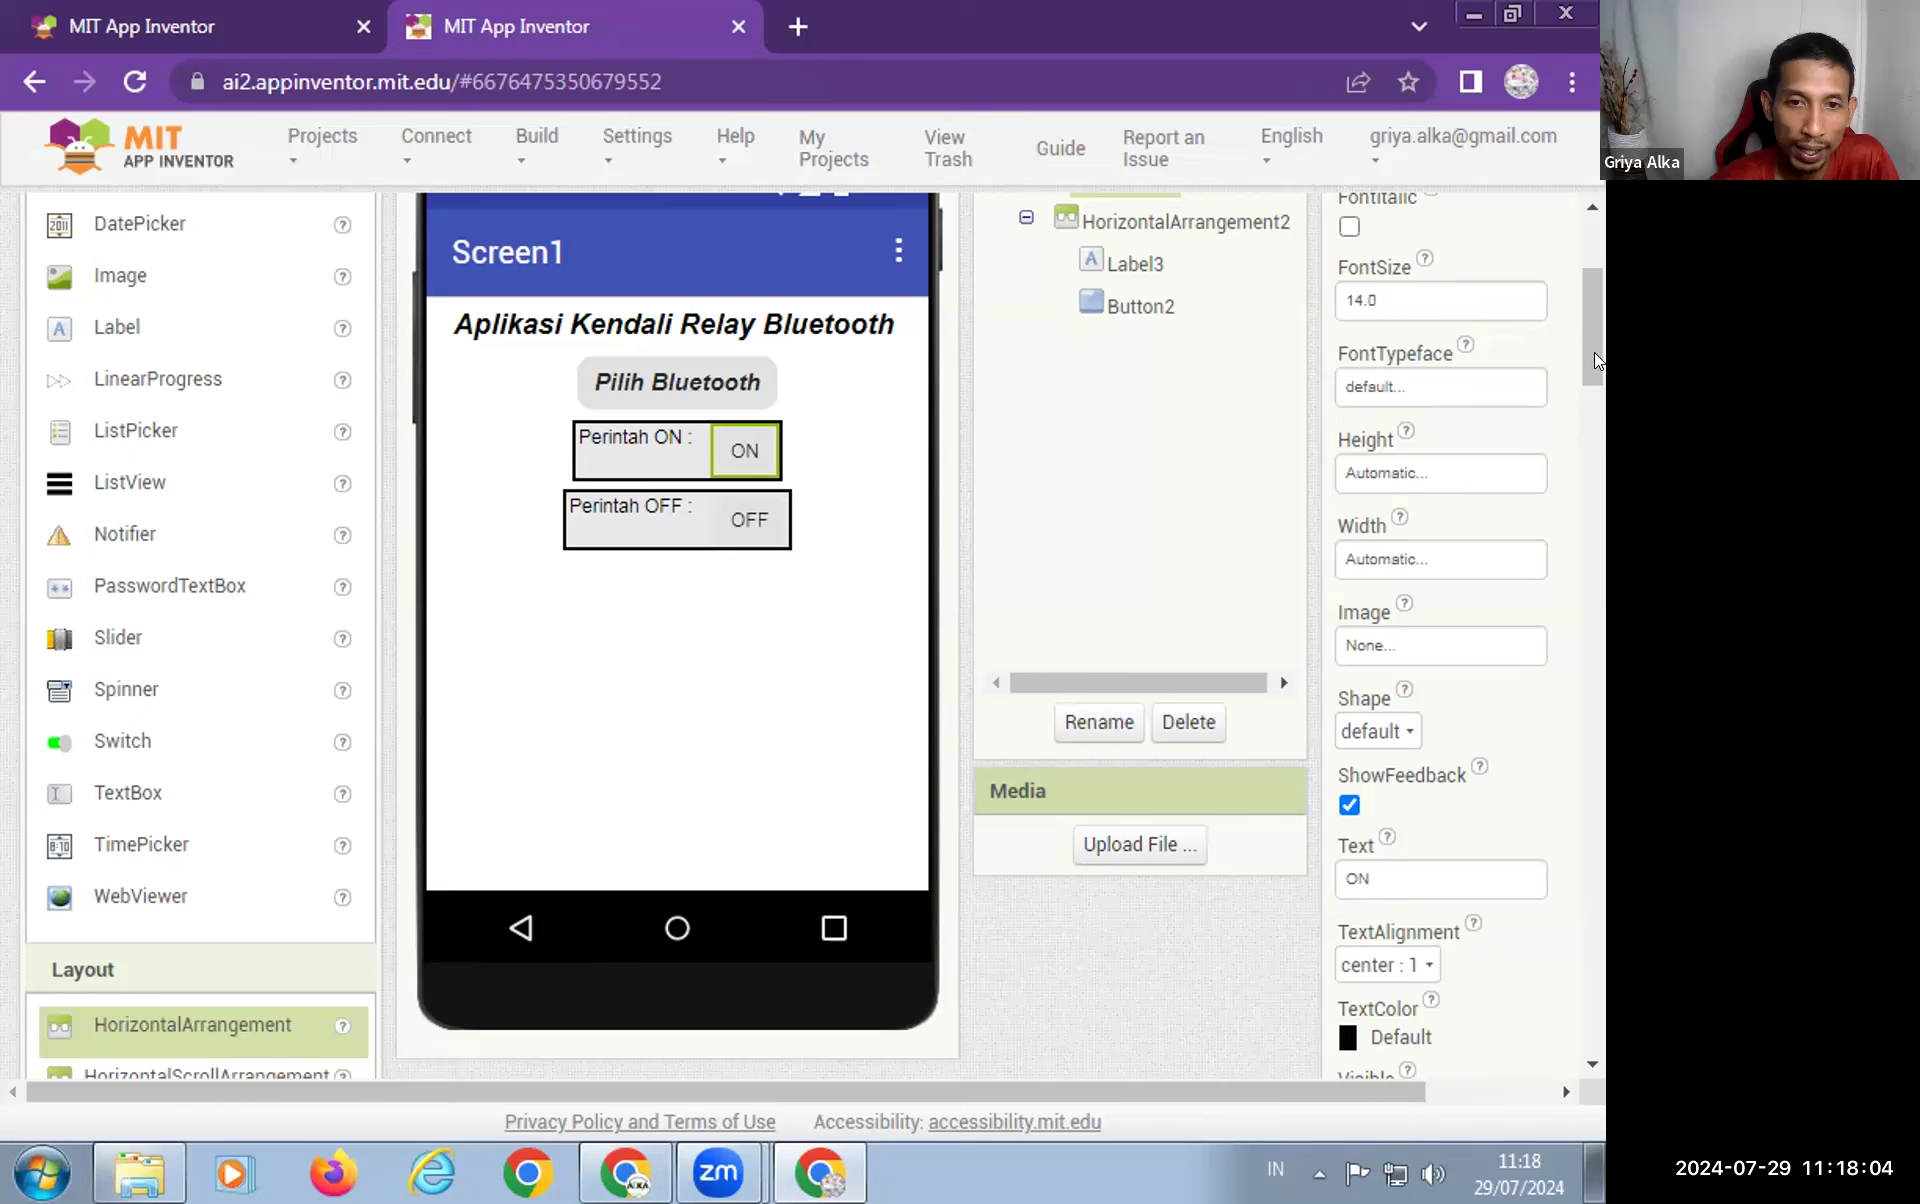 MIT App Inventor
MIT App Inventor
ai2.appinventor.mit.edu/#6676475350679552
MIT
APP INVENTOR
Projects
Connect
Build
Settings
Help
My
Projects
View
Trash
Guide
Report an
Issue
English
griya.alka@gmail.com
Griya Alka
DatePicker
Image
Label
LinearProgress
ListPicker
ListView
Notifier
PasswordTextBox
Slider
Spinner
Switch
TextBox
TimePicker
WebViewer
Layout
HorizontalArrangement
HorizontalScrollArrangement
Screen1
Aplikasi Kendali Relay Bluetooth
Pilih Bluetooth
Perintah ON :
ON
Perintah OFF :
OFF
HorizontalArrangement2
Label3
Button2
Rename
Delete
Media
Upload File ...
FontItalic
FontSize
14.0
FontTypeface
default...
Height
Automatic...
Width
Automatic...
Image
None...
Shape
default
ShowFeedback
Text
ON
TextAlignment
center : 1
TextColor
Default
Visible
Privacy Policy and Terms of Use
Accessibility: accessibility.mit.edu
zm
IN
11:18
29/07/2024
2024-07-29 11:18:04